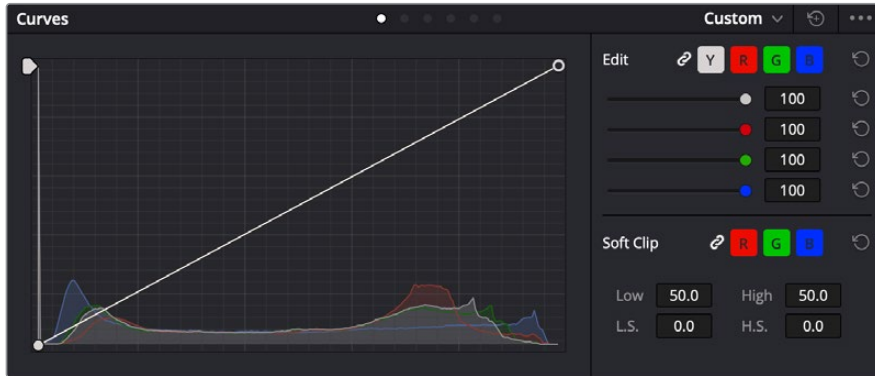 Curves
Custom
Edit Y R G B
100
100
100
100
Soft Clip R G B
Low 50.0 High 50.0
L.S. 0.0 H.S. 0.0